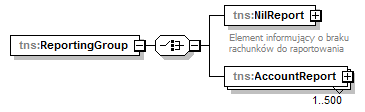 tns:NilReport
Element informujący o braku
rachunków do raportowania
tns:ReportingGroup
tns:AccountReport
1..500